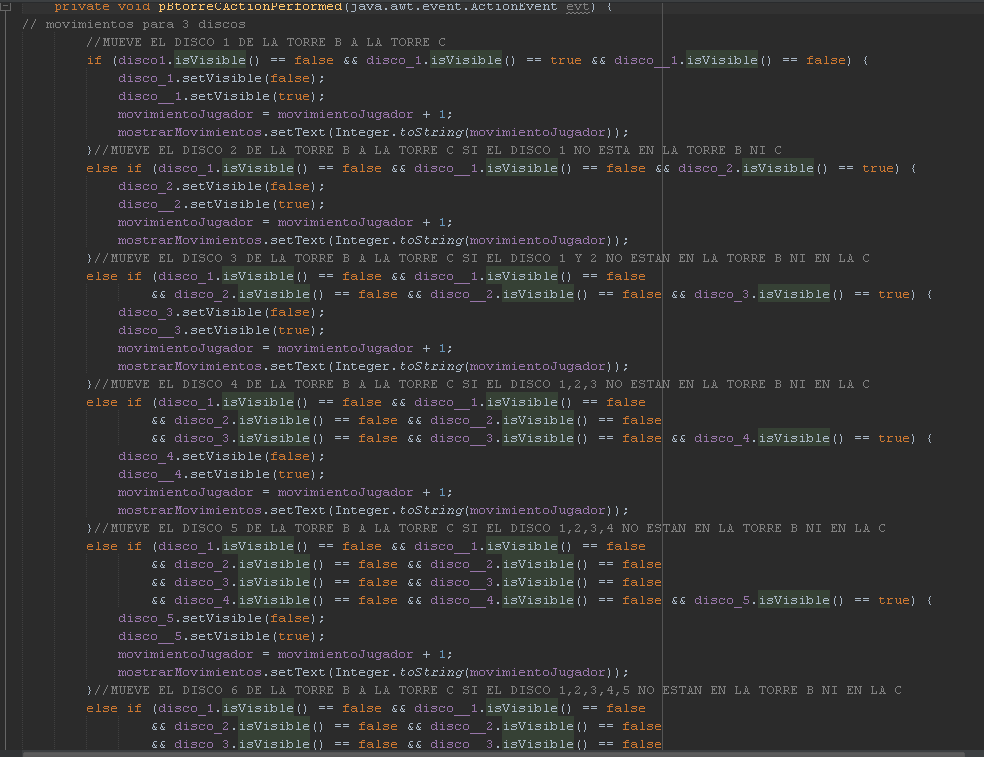 private void pBtorreCActionPerformed(java.awt.event.ActionEvent evt) {
// movimientos para 3 discos
//MUEVE EL DISCO 1 DE LA TORRE B A LA TORRE C
if (disco1.isVisible() == false && disco_1.isVisible() == true && disco__1.isVisible() == false) {
disco_1.setVisible(false);
disco__1.setVisible(true);
movimientoJugador = movimientoJugador + 1;
mostrarMovimientos.setText(Integer.toString(movimientoJugador));
}//MUEVE EL DISCO 2 DE LA TORRE B A LA TORRE C SI EL DISCO 1 NO ESTA EN LA TORRE B NI C
else if (disco_1.isVisible() == false && disco__1.isVisible() == false && disco_2.isVisible() == true) {
disco_2.setVisible(false);
disco__2.setVisible(true);
movimientoJugador = movimientoJugador + 1;
mostrarMovimientos.setText(Integer.toString(movimientoJugador));
}//MUEVE EL DISCO 3 DE LA TORRE B A LA TORRE C SI EL DISCO 1 Y 2 NO ESTAN EN LA TORRE B NI EN LA C
else if (disco_1.isVisible() == false && disco__1.isVisible() == false
&& disco_2.isVisible() == false && disco__2.isVisible() == false && disco_3.isVisible() == true) {
disco_3.setVisible(false);
disco__3.setVisible(true);
movimientoJugador = movimientoJugador + 1;
mostrarMovimientos.setText(Integer.toString(movimientoJugador));
}//MUEVE EL DISCO 4 DE LA TORRE B A LA TORRE C SI EL DISCO 1,2,3 NO ESTAN EN LA TORRE B NI EN LA C
else if (disco_1.isVisible() == false && disco__1.isVisible() == false
&& disco_2.isVisible() == false && disco__2.isVisible() == false
&& disco_3.isVisible() == false && disco__3.isVisible() == false && disco_4.isVisible() == true) {
disco_4.setVisible(false);
disco__4.setVisible(true);
movimientoJugador = movimientoJugador + 1;
mostrarMovimientos.setText(Integer.toString(movimientoJugador));
}//MUEVE EL DISCO 5 DE LA TORRE B A LA TORRE C SI EL DISCO 1,2,3,4 NO ESTAN EN LA TORRE B NI EN LA C
else if (disco_1.isVisible() == false && disco__1.isVisible() == false
&& disco_2.isVisible() == false && disco__2.isVisible() == false
&& disco_3.isVisible() == false && disco__3.isVisible() == false
&& disco_4.isVisible() == false && disco__4.isVisible() == false && disco_5.isVisible() == true) {
disco_5.setVisible(false);
disco__5.setVisible(true);
movimientoJugador = movimientoJugador + 1;
mostrarMovimientos.setText(Integer.toString(movimientoJugador));
}//MUEVE EL DISCO 6 DE LA TORRE B A LA TORRE C SI EL DISCO 1,2,3,4,5 NO ESTAN EN LA TORRE B NI EN LA C
else if (disco_1.isVisible() == false && disco__1.isVisible() == false
&& disco_2.isVisible() == false && disco__2.isVisible() == false
&& disco_3.isVisible() == false && disco__3.isVisible() == false